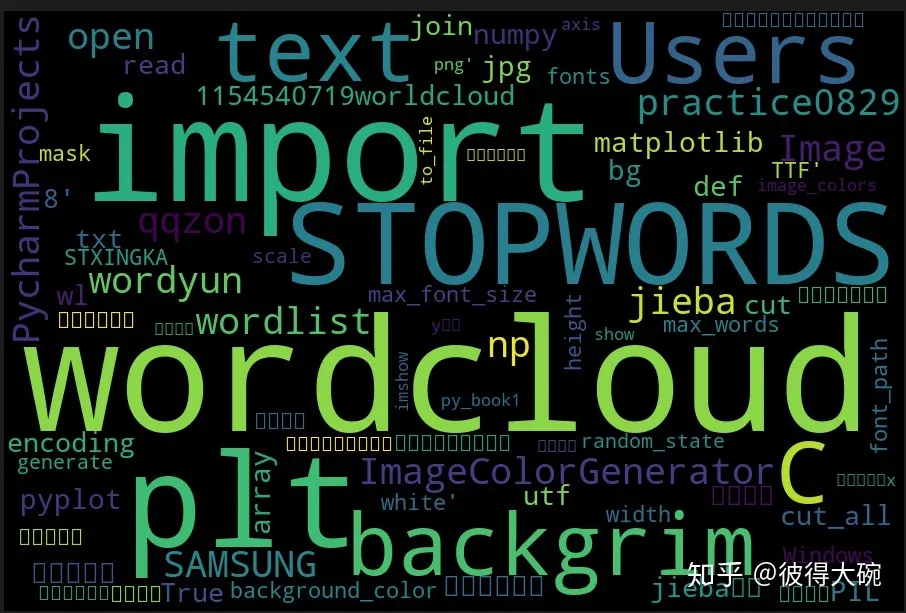 PycharmProjects
open
text
join
numpy
axis
Users
read
png'
jpg
fonts
1154540719worldcloud
practice0829
import
to_file
mask
matplotlib
Image
TTF'
8'
bg
def
image_colors
qqzon
STOPWORDS
txt
STXINGKA
scale
wordyun
wl
max_font_size
jieba
cut
wordlist
np
height
max_words
show
wordcloud
imshow
py_book1
font_path
encoding
random_state
generate
plt
array
ImageColorGenerator
C
pyplot
white'
utf
width
cut_all
backgrim
SAMSUNG
Windows
True
background_color
jieba
PIL
知乎 @彼得大碗